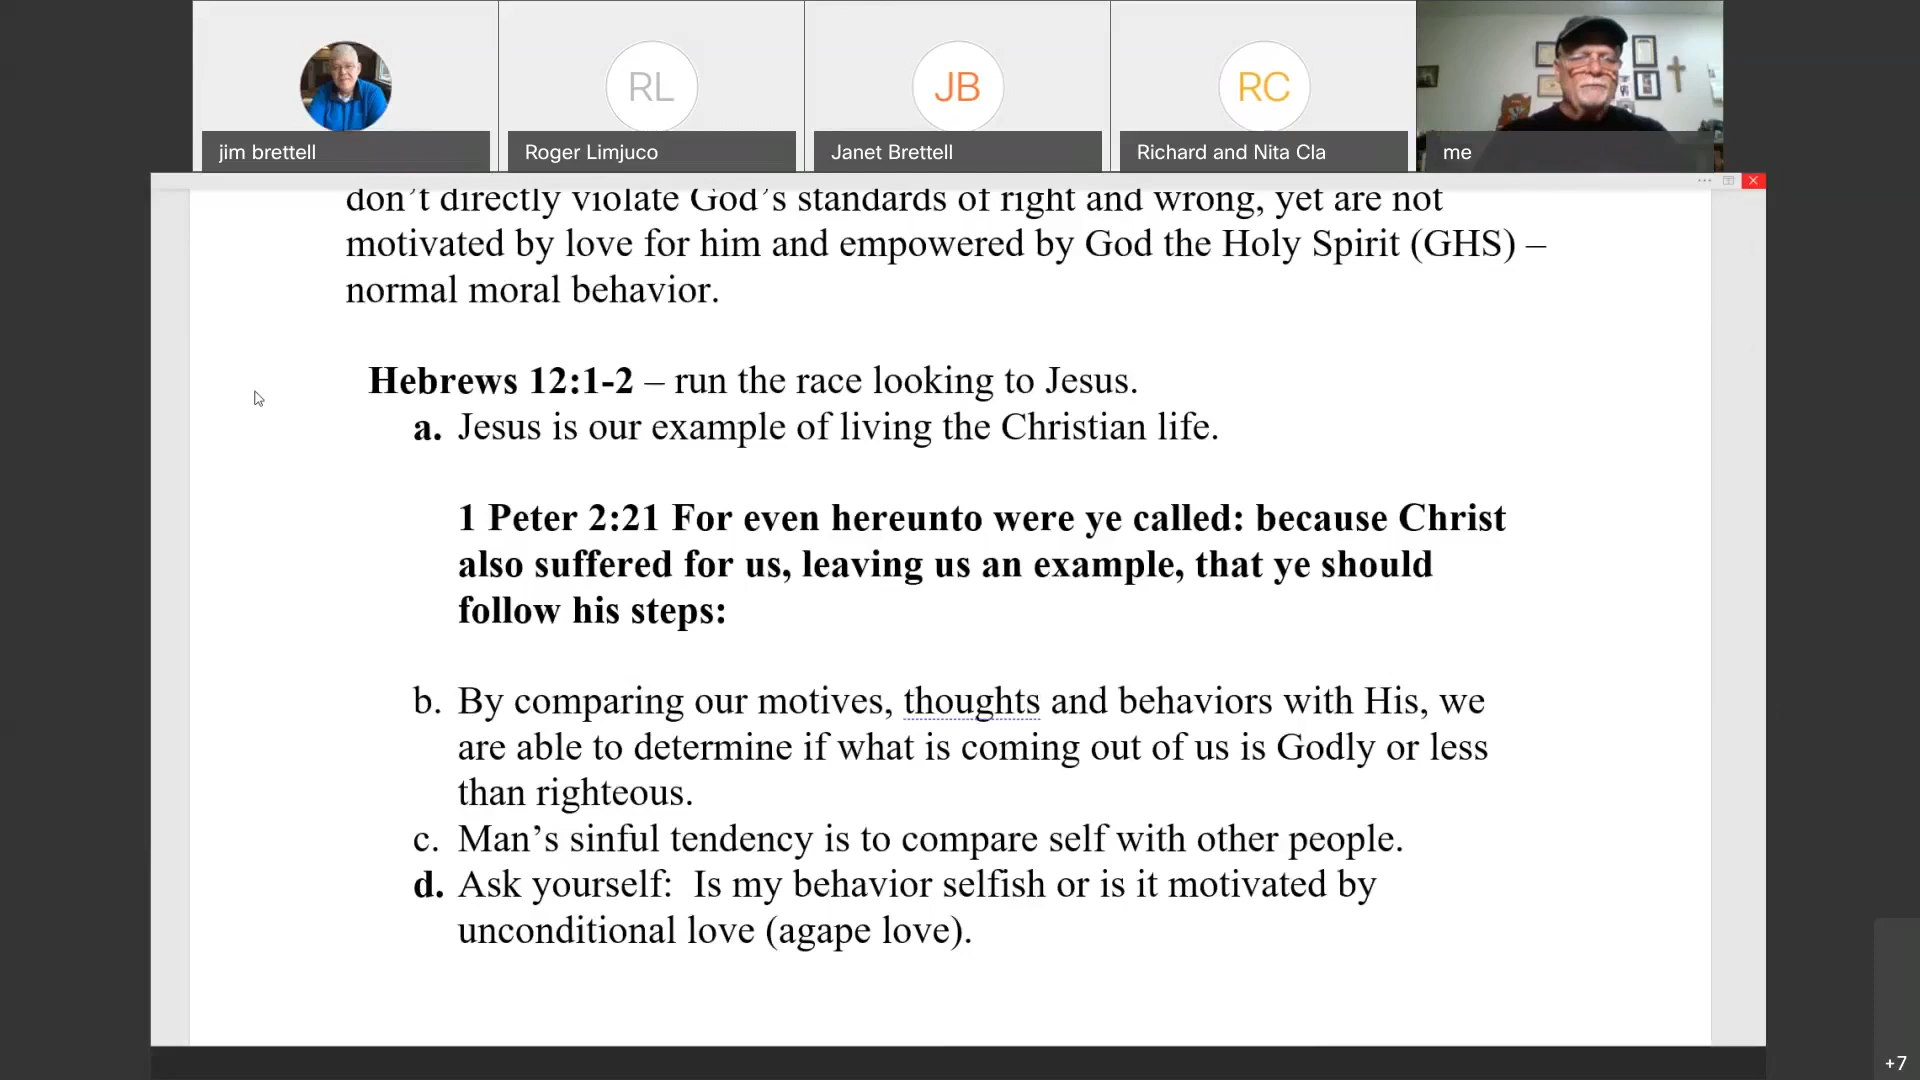 RL
JB
RC
jim brettell
Roger Limjuco
Janet Brettell
Richard and Nita Cla
me
don’t directly violate God’s standards of right and wrong, yet are not
motivated by love for him and empowered by God the Holy Spirit (GHS) –
normal moral behavior.
Hebrews 12:1-2 – run the race looking to Jesus.
a. Jesus is our example of living the Christian life.
1 Peter 2:21 For even hereunto were ye called: because Christ
also suffered for us, leaving us an example, that ye should
follow his steps:
b. By comparing our motives, thoughts and behaviors with His, we
are able to determine if what is coming out of us is Godly or less
than righteous.
c. Man’s sinful tendency is to compare self with other people.
d. Ask yourself:  Is my behavior selfish or is it motivated by
unconditional love (agape love).
+7